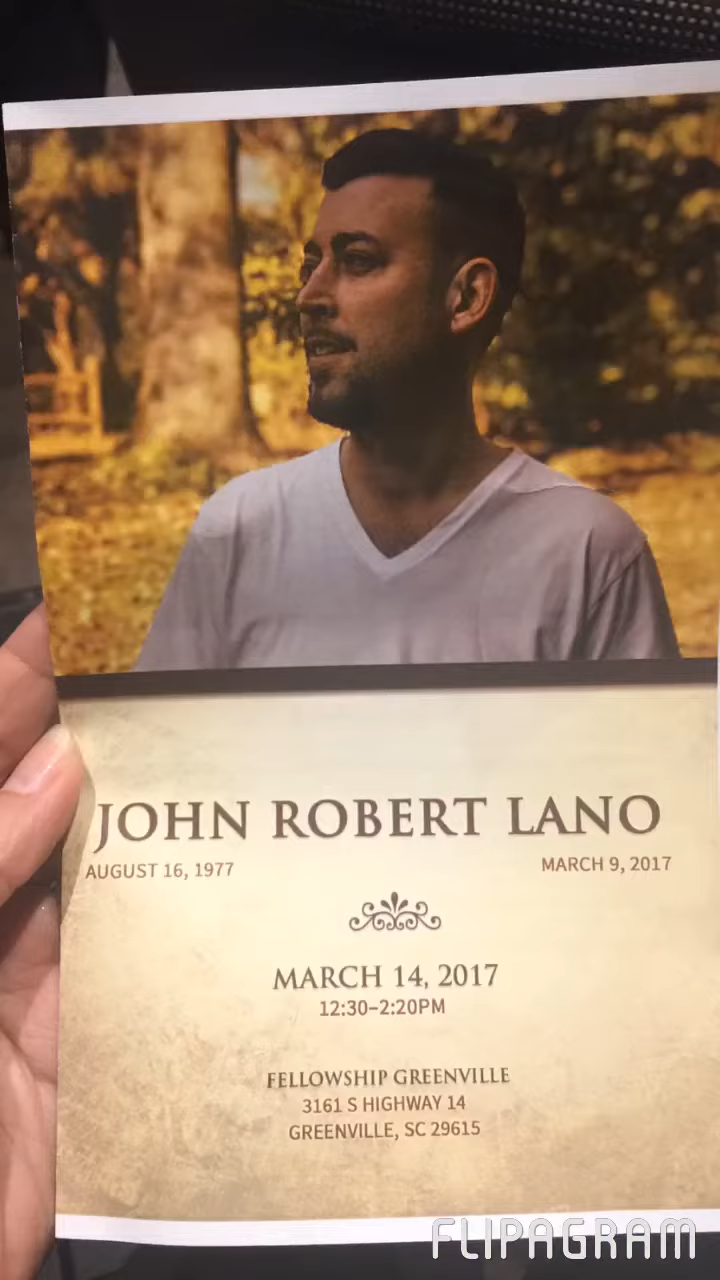 JOHN ROBERT LANO
AUGUST 16, 1977 MARCH 9, 2017
MARCH 14, 2017
12:30–2:20PM
FELLOWSHIP GREENVILLE
3161 S HIGHWAY 14
GREENVILLE, SC 29615
FLIPAGRAM